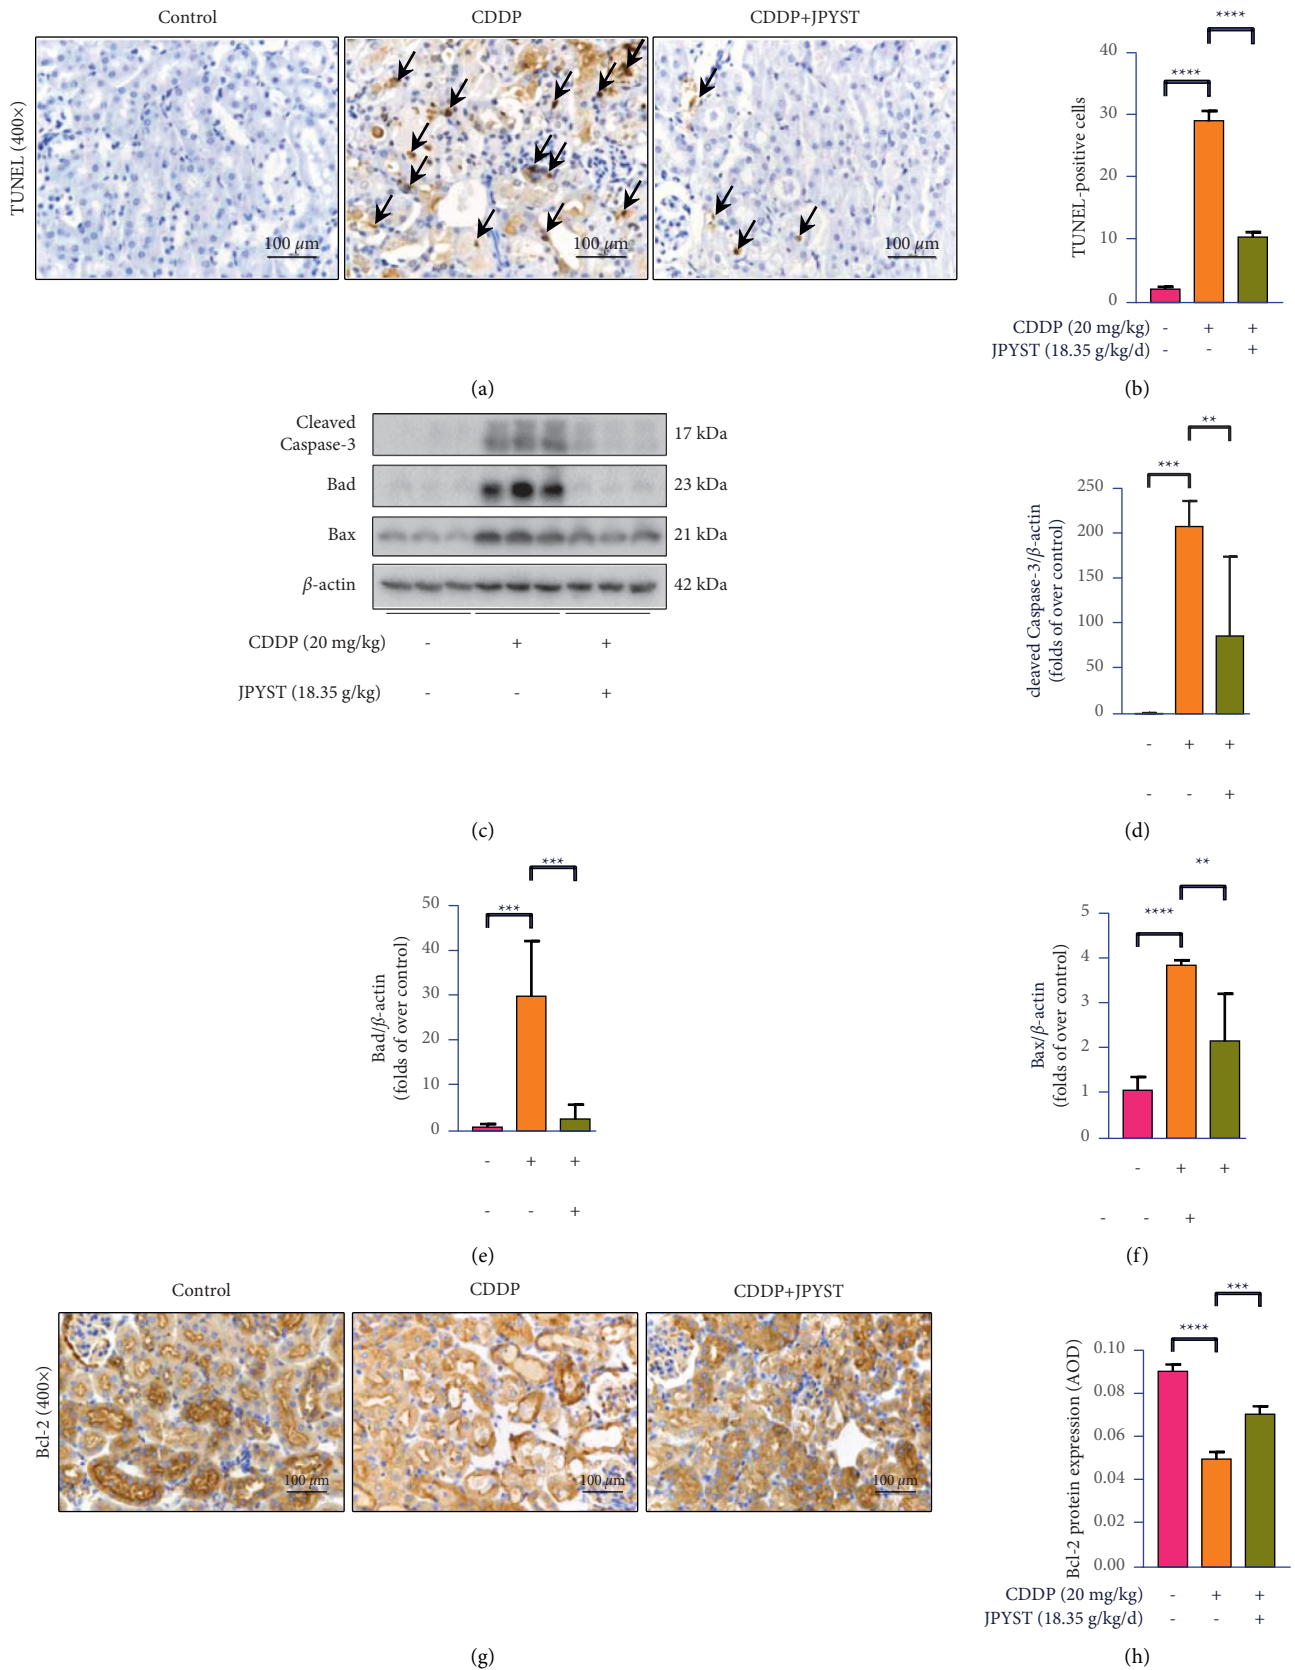 Control
CDDP
CDDP+JPYST
TUNEL (400×)
100 μm
100 μm
100 μm
(a)
****
****
40
30
20
10
0
TUNEL-positive cells
CDDP (20 mg/kg) - + +
JPYST (18.35 g/kg/d) - - +
(b)
Cleaved
Caspase-3
17 kDa
Bad
23 kDa
Bax
21 kDa
β-actin
42 kDa
CDDP (20 mg/kg) - + +
JPYST (18.35 g/kg) - - +
(c)
**
***
250
200
150
100
50
0
cleaved Caspase-3/β-actin
(folds of over control)
- + +
- - +
(d)
***
***
50
40
30
20
10
0
Bad/β-actin
(folds of over control)
- + +
- - +
(e)
**
****
5
4
3
2
1
0
Bax/β-actin
(folds of over control)
- + +
- - +
(f)
Control
CDDP
CDDP+JPYST
Bcl-2 (400×)
100 μm
100 μm
100 μm
(g)
***
****
0.10
0.08
0.06
0.04
0.02
0.00
Bcl-2 protein expression (AOD)
CDDP (20 mg/kg) - + +
JPYST (18.35 g/kg/d) - - +
(h)